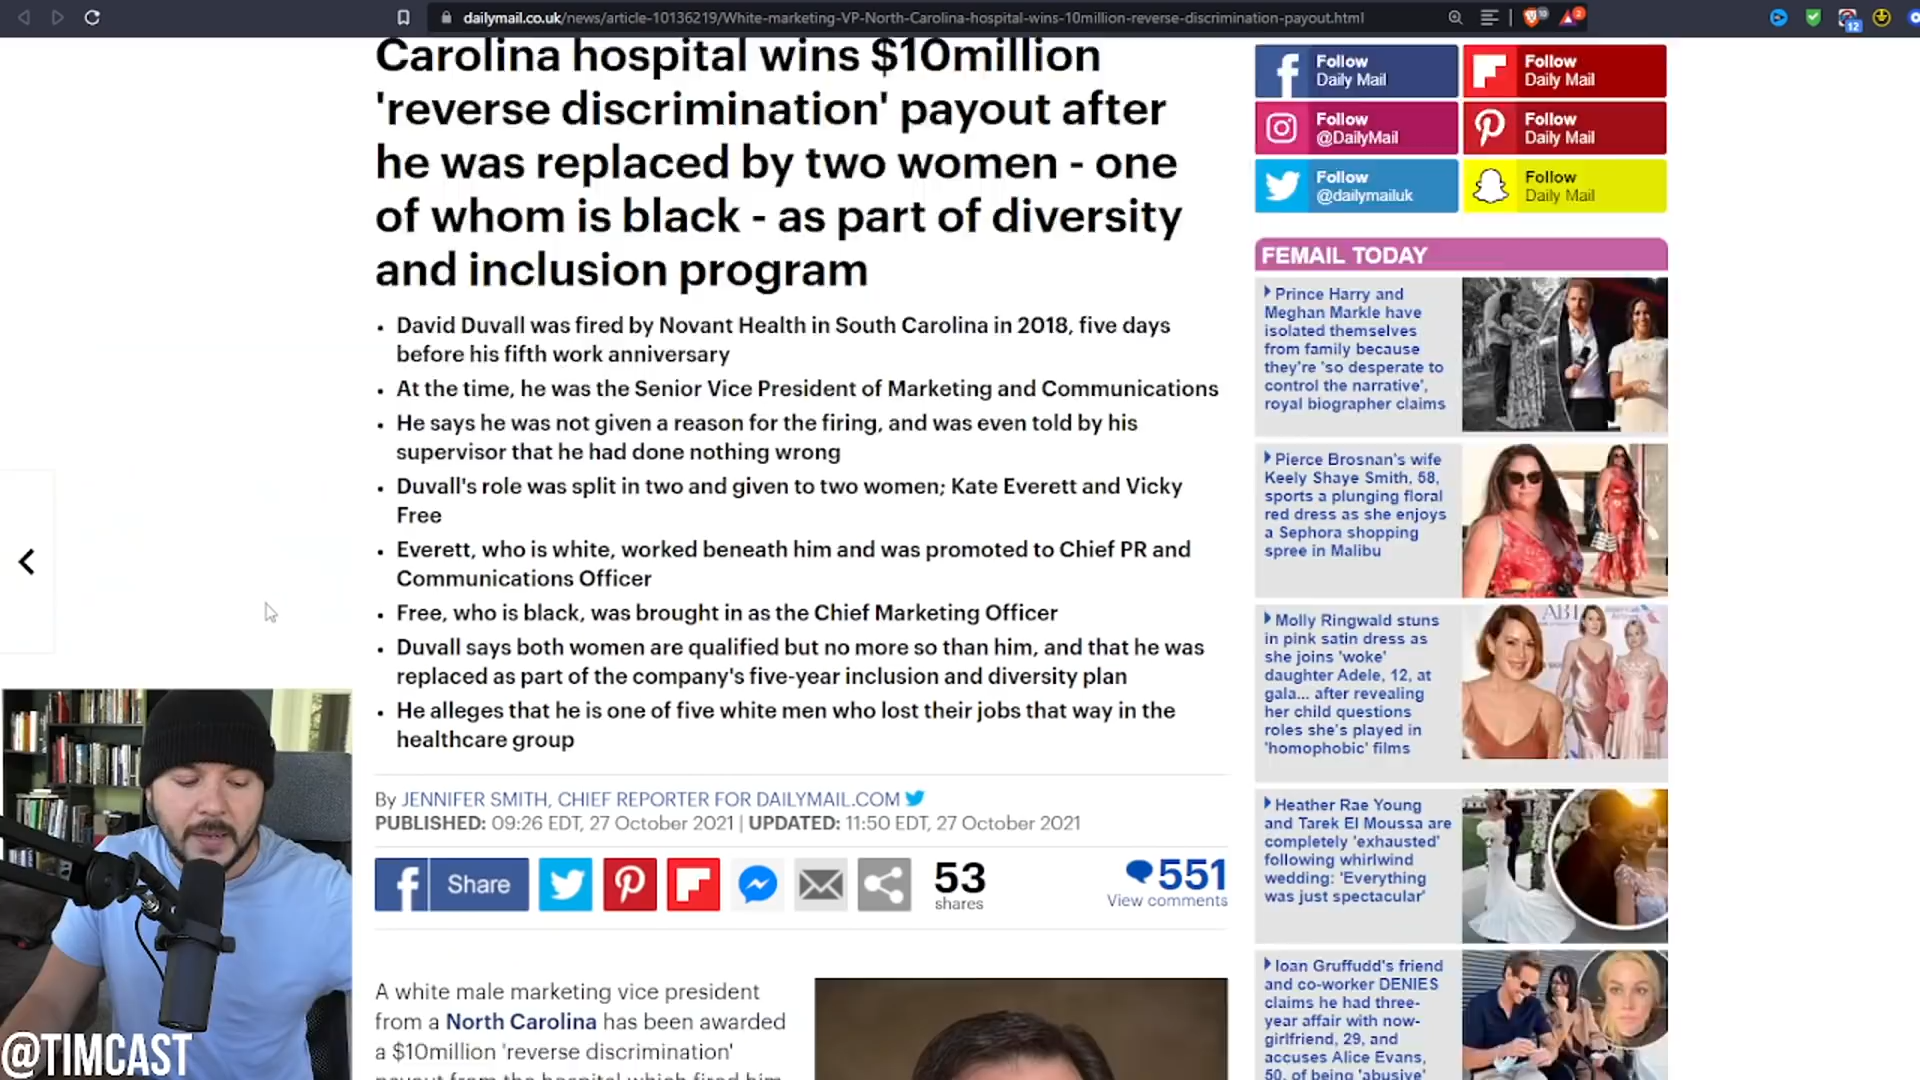 dailymail.co.uk/news/article-10136219/White-marketing-VP-North-Carolina-hospital-wins-10million-reverse-discrimination-payout.html
12
Carolina hospital wins $10million
'reverse discrimination' payout after
he was replaced by two women - one
of whom is black - as part of diversity
and inclusion program
• David Duvall was fired by Novant Health in South Carolina in 2018, five days
before his fifth work anniversary
• At the time, he was the Senior Vice President of Marketing and Communications
• He says he was not given a reason for the firing, and was even told by his
supervisor that he had done nothing wrong
• Duvall's role was split in two and given to two women; Kate Everett and Vicky
Free
• Everett, who is white, worked beneath him and was promoted to Chief PR and
Communications Officer
• Free, who is black, was brought in as the Chief Marketing Officer
• Duvall says both women are qualified but no more so than him, and that he was
replaced as part of the company's five-year inclusion and diversity plan
• He alleges that he is one of five white men who lost their jobs that way in the
healthcare group
By JENNIFER SMITH, CHIEF REPORTER FOR DAILYMAIL.COM
PUBLISHED: 09:26 EDT, 27 October 2021 | UPDATED: 11:50 EDT, 27 October 2021
Share
53
shares
551
View comments
A white male marketing vice president
from a North Carolina has been awarded
a $10million 'reverse discrimination'
payout from the hospital which fired him
Follow
Daily Mail
Follow
Daily Mail
Follow
@DailyMail
Follow
Daily Mail
Follow
@dailymailuk
Follow
Daily Mail
FEMAIL TODAY
Prince Harry and
Meghan Markle have
isolated themselves
from family because
they're 'so desperate to
control the narrative',
royal biographer claims
Pierce Brosnan's wife
Keely Shaye Smith, 58,
sports a plunging floral
red dress as she enjoys
a Sephora shopping
spree in Malibu
Molly Ringwald stuns
in pink satin dress as
she joins 'woke'
daughter Adele, 12, at
gala... after revealing
her child questions
roles she's played in
'homophobic' films
Heather Rae Young
and Tarek El Moussa are
completely 'exhausted'
following whirlwind
wedding: 'Everything
was just spectacular'
Ioan Gruffudd's friend
and co-worker DENIES
claims he had three-
year affair with now-
girlfriend, 29, and
accuses Alice Evans,
50, of being 'abusive'
@TIMCAST